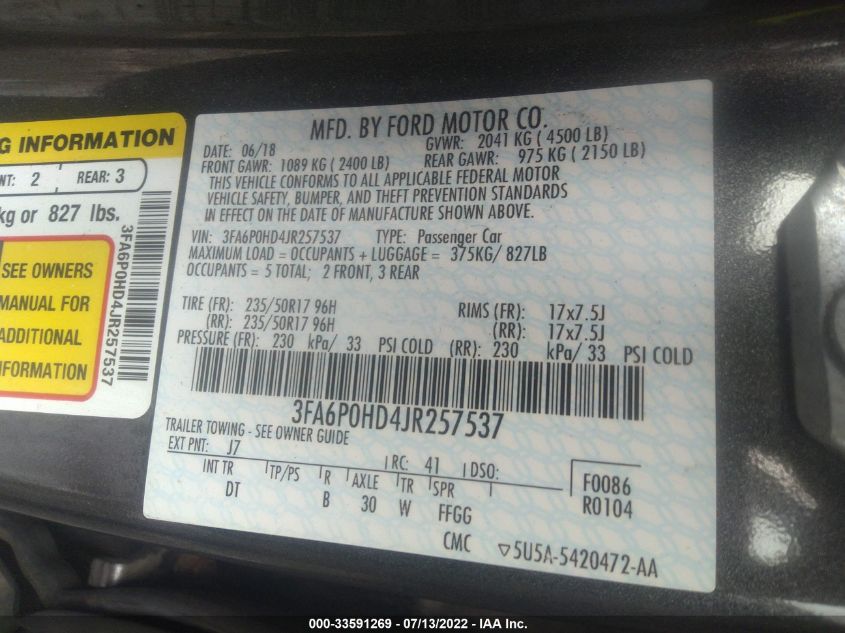 G INFORMATION
NT: 2 REAR: 3
kg or 827 lbs.
SEE OWNERS
MANUAL FOR
ADDITIONAL
INFORMATION
3FA6P0HD4JR257537
MFD. BY FORD MOTOR CO.
DATE: 06/18 GVWR: 2041 KG ( 4500 LB)
FRONT GAWR: 1089 KG ( 2400 LB) REAR GAWR: 975 KG ( 2150 LB)
THIS VEHICLE CONFORMS TO ALL APPLICABLE FEDERAL MOTOR
VEHICLE SAFETY, BUMPER, AND THEFT PREVENTION STANDARDS
IN EFFECT ON THE DATE OF MANUFACTURE SHOWN ABOVE.
VIN: 3FA6P0HD4JR257537 TYPE: Passenger Car
MAXIMUM LOAD = OCCUPANTS + LUGGAGE = 375KG/ 827LB
OCCUPANTS = 5 TOTAL; 2 FRONT, 3 REAR
TIRE (FR): 235/50R17 96H RIMS (FR): 17x7.5J
(RR): 235/50R17 96H (RR): 17x7.5J
PRESSURE (FR): 230 kPa/ 33 PSI COLD (RR): 230 kPa/ 33 PSI COLD
3FA6P0HD4JR257537
TRAILER TOWING - SEE OWNER GUIDE
EXT PNT: J7 RC: 41 DSO:
INT TR TP/PS R AXLE TR SPR
DT B 30 W FFGG
F0086
R0104
CMC ▽5U5A-5420472-AA
000-33591269 - 07/13/2022 - IAA Inc.